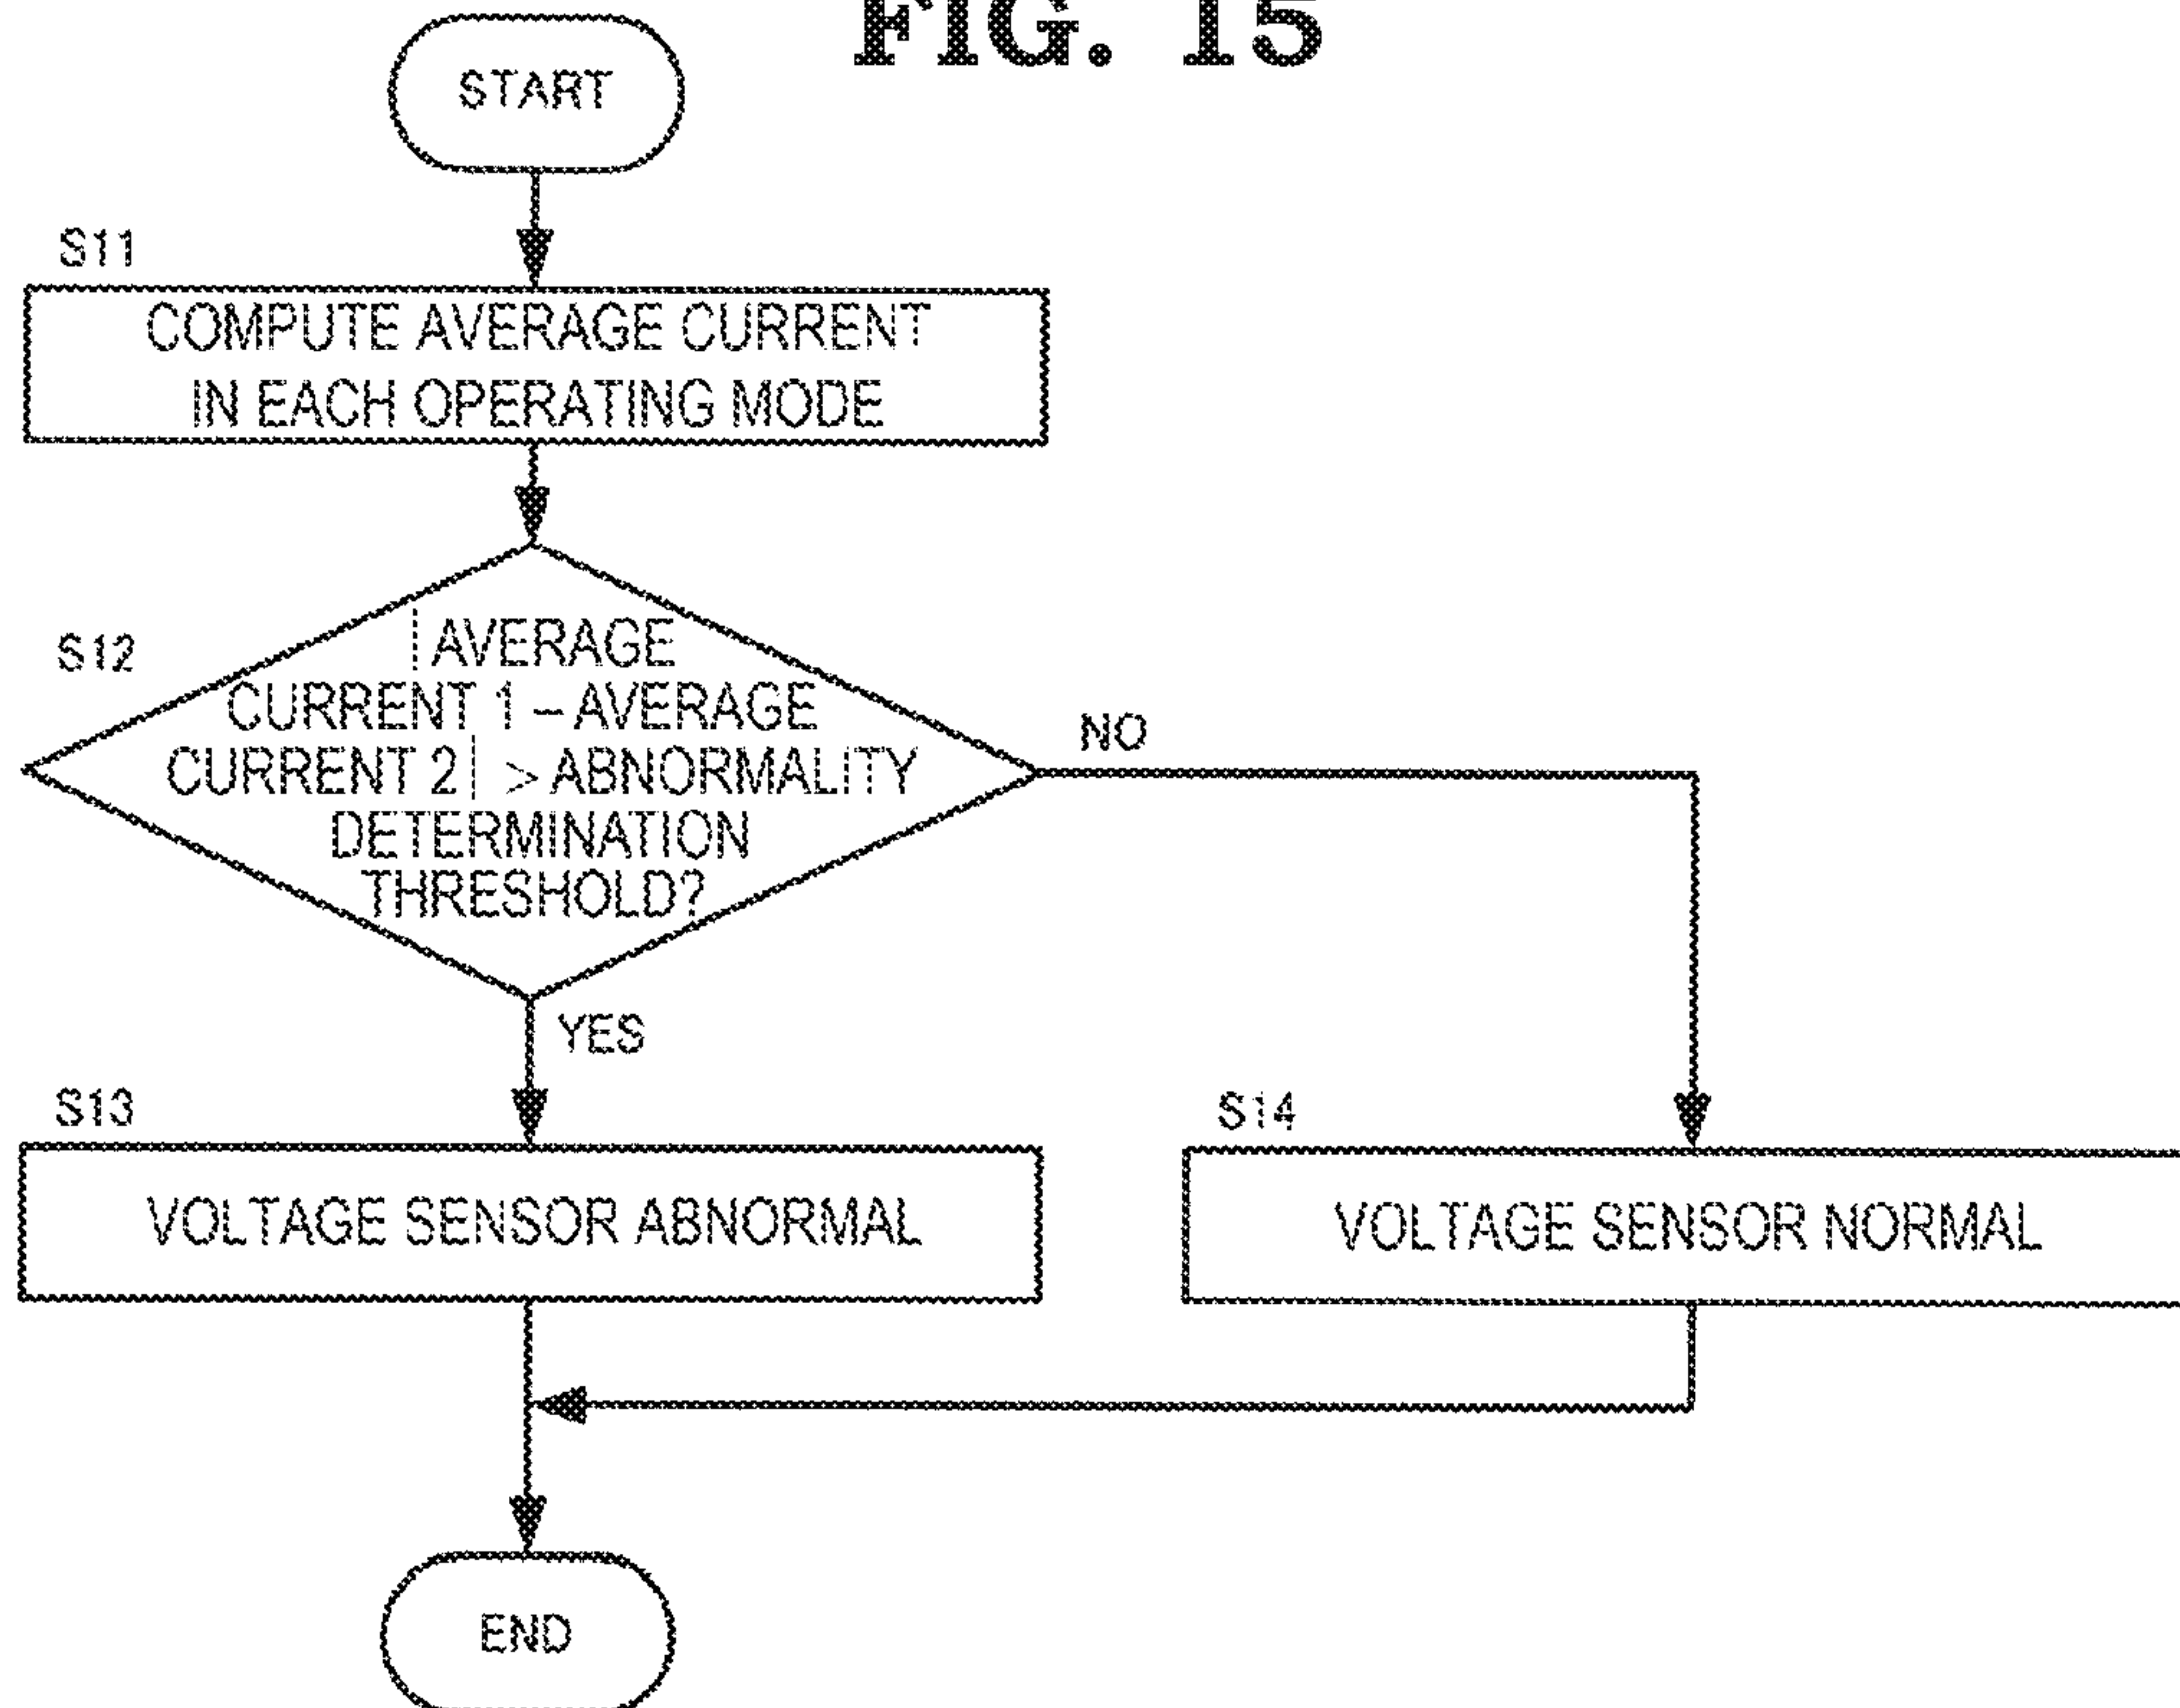 FIG. 15
START
S11
COMPUTE AVERAGE CURRENT
IN EACH OPERATING MODE
S12
| AVERAGE
CURRENT 1 – AVERAGE
CURRENT 2 | > ABNORMALITY
DETERMINATION
THRESHOLD?
NO
YES
S13
VOLTAGE SENSOR ABNORMAL
S14
VOLTAGE SENSOR NORMAL
END